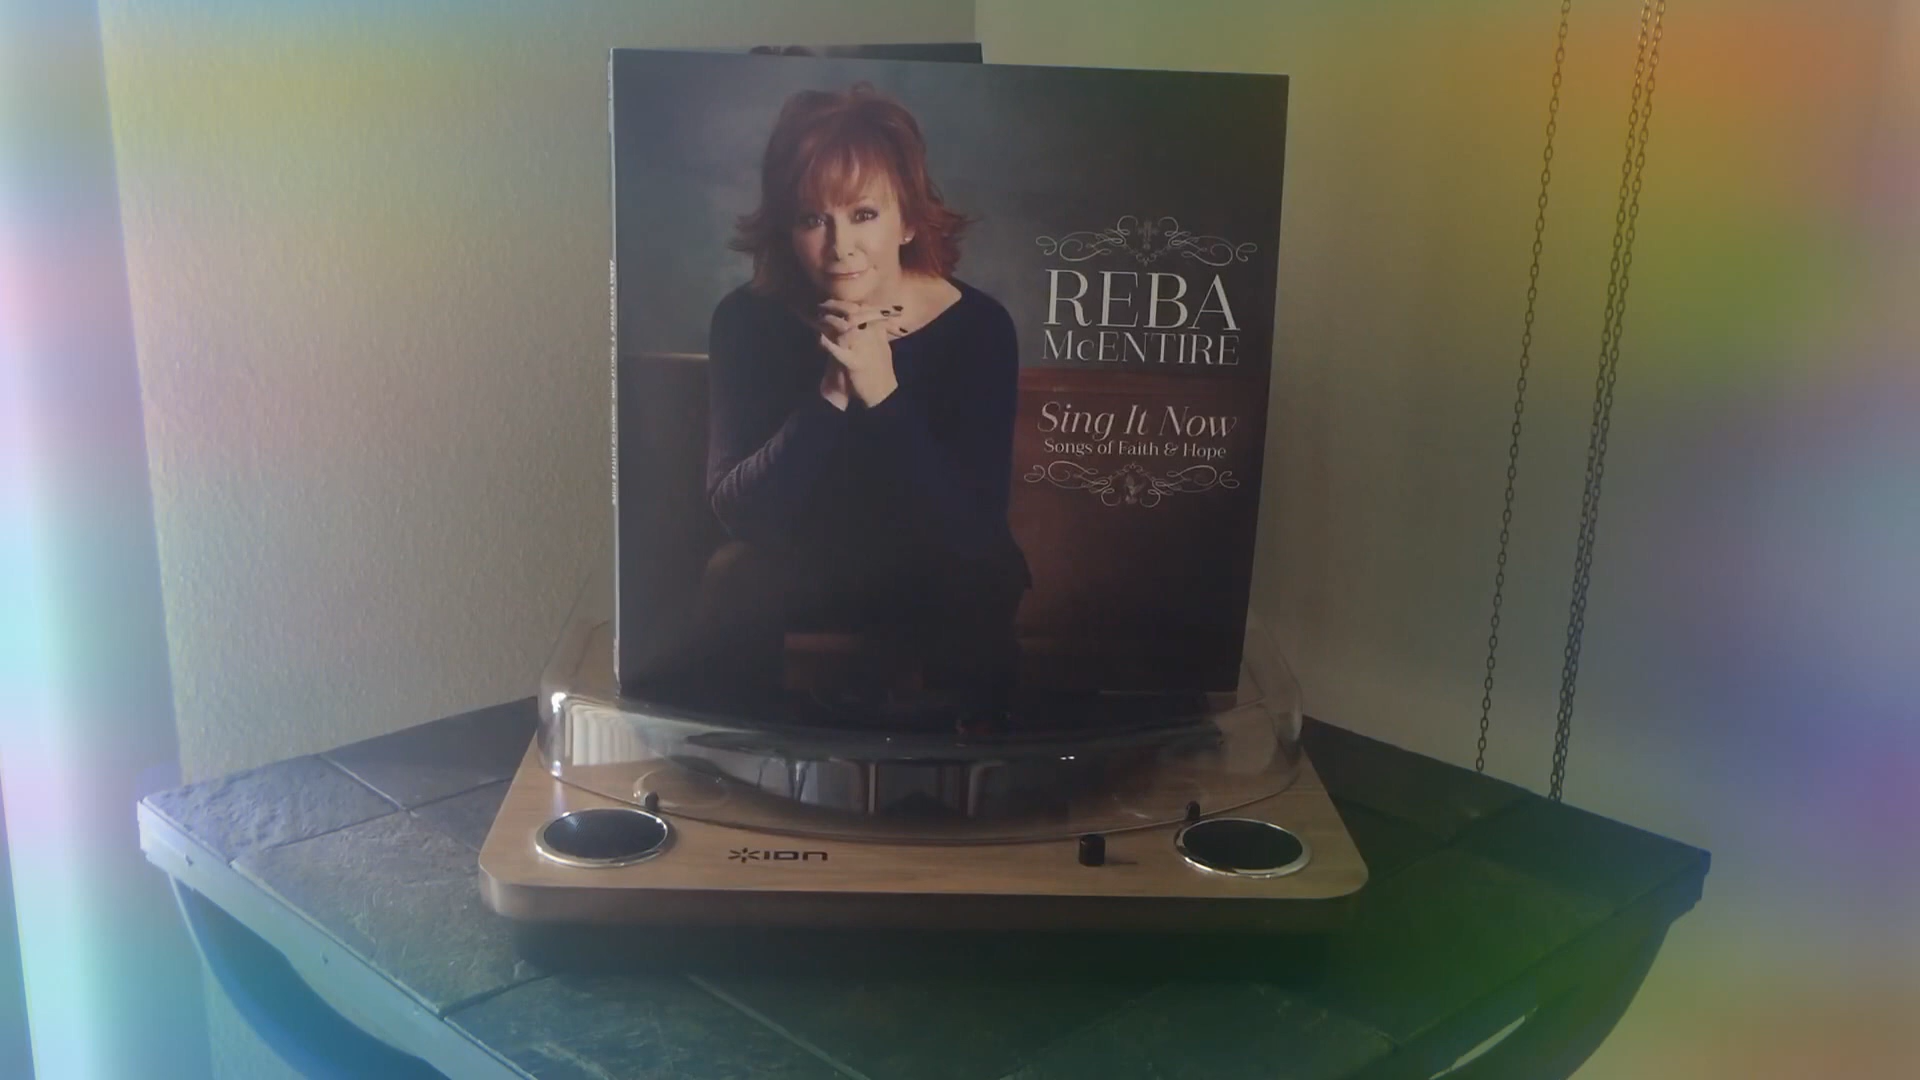 REBA
McENTIRE
Sing It Now
Songs of Faith & Hope
ION